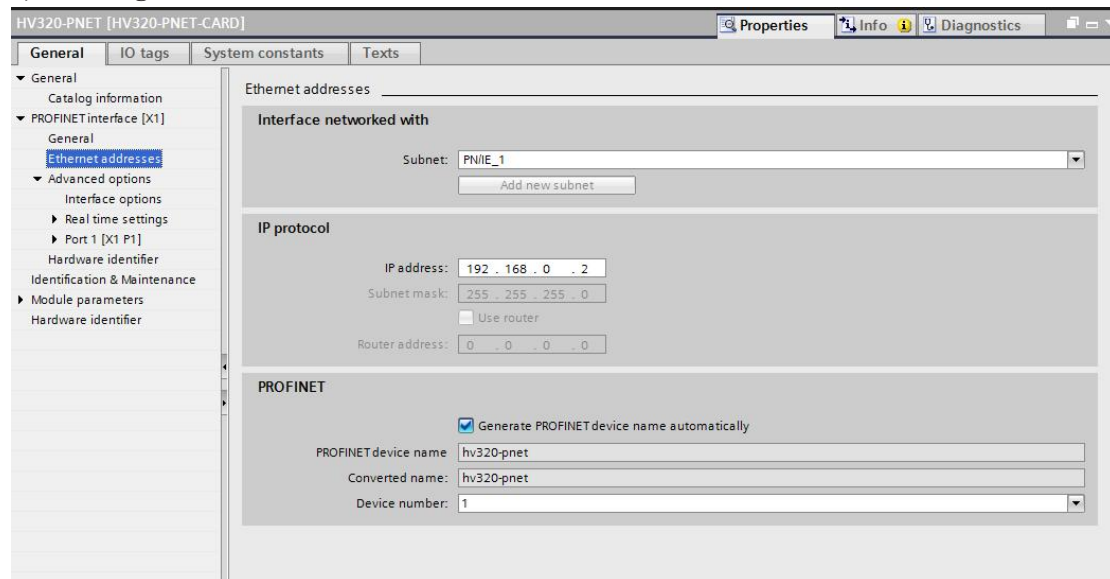 HV320-PNET [HV320-PNET-CARD]
Properties
Info
Diagnostics
General
IO tags
System constants
Texts
General
Catalog information
PROFINET interface [X1]
General
Ethernet addresses
Advanced options
Interface options
Real time settings
Port 1 [X1 P1]
Hardware identifier
Identification & Maintenance
Module parameters
Hardware identifier
Ethernet addresses
Interface networked with
Subnet: PN/IE_1
Add new subnet
IP protocol
IP address: 192 . 168 . 0 . 2
Subnet mask: 255 . 255 . 255 . 0
Use router
Router address: 0 . 0 . 0 . 0
PROFINET
Generate PROFINET device name automatically
PROFINET device name hv320-pnet
Converted name: hv320-pnet
Device number: 1